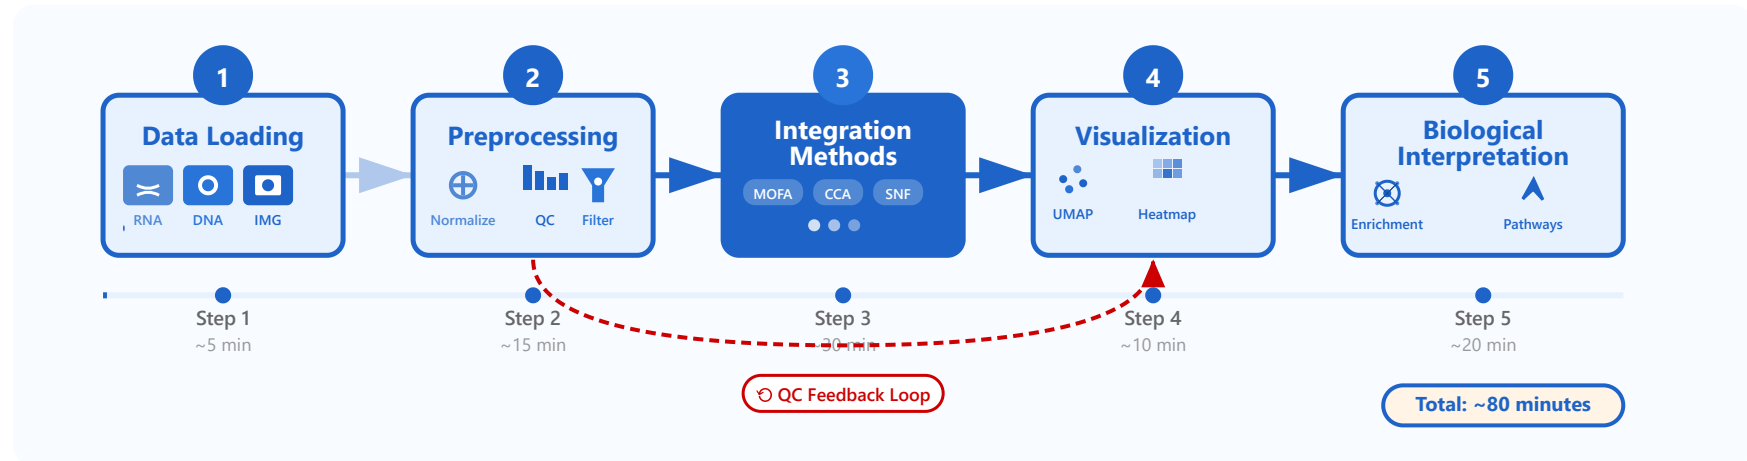 1
Data Loading
RNA DNA IMG
2
Preprocessing
Normalize QC Filter
3
Integration
Methods
MOFA CCA SNF
4
Visualization
UMAP Heatmap
5
Biological
Interpretation
Enrichment Pathways
Step 1
~5 min
Step 2
~15 min
Step 3
~30 min
Step 4
~10 min
Step 5
~20 min
QC Feedback Loop
Total: ~80 minutes